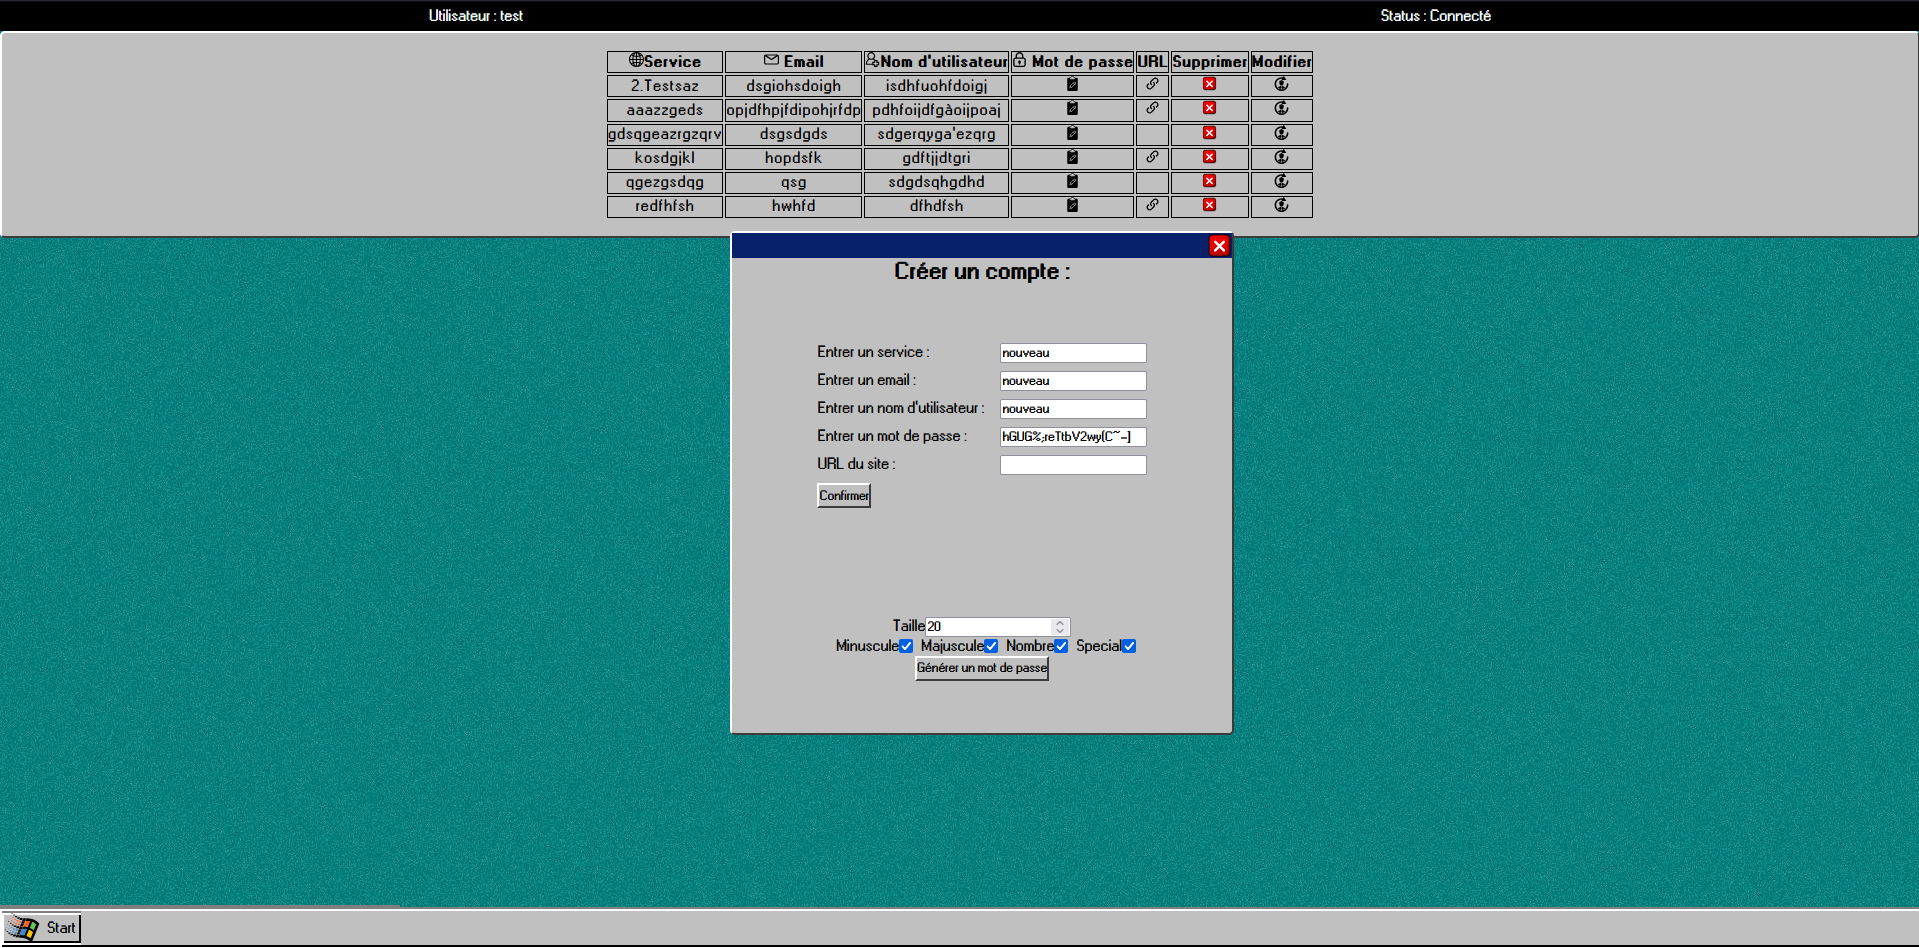 Utilisateur : test Status : Connecté
Service Email Nom d'utilisateur Mot de passe URL Supprimer Modifier
2.Testsaz dsgiohsdoigh isdhfuohfdoigj
aaazzgeds opjdfhpjfdipohjrfdp pdhfoijdfgàoijpoaj
gdsqgeazrgzqrv dsgsdgds sdgerqyga'ezqrg
kosdgjkl hopdsfk gdftjjdtgri
qgezgsdqg qsg sdgdsqhgdhd
redfhfsh hwhfd dfhdfsh
Créer un compte :
Entrer un service : nouveau
Entrer un email : nouveau
Entrer un nom d'utilisateur : nouveau
Entrer un mot de passe : hGUG%;reTtbV2wy(C~-]
URL du site :
Confirmer
Taille 20
Minuscule Majuscule Nombre Special
Générer un mot de passe
Start